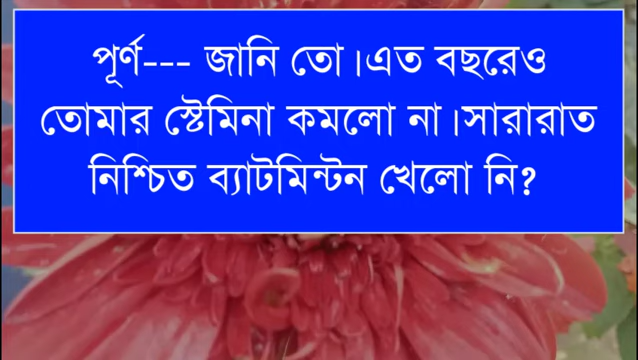 পূর্ণ--- জানি তো।এত বছরেও
তোমার স্টেমিনা কমলো না।সারারাত
নিশ্চিত ব্যাটমিন্টন খেলো নি?